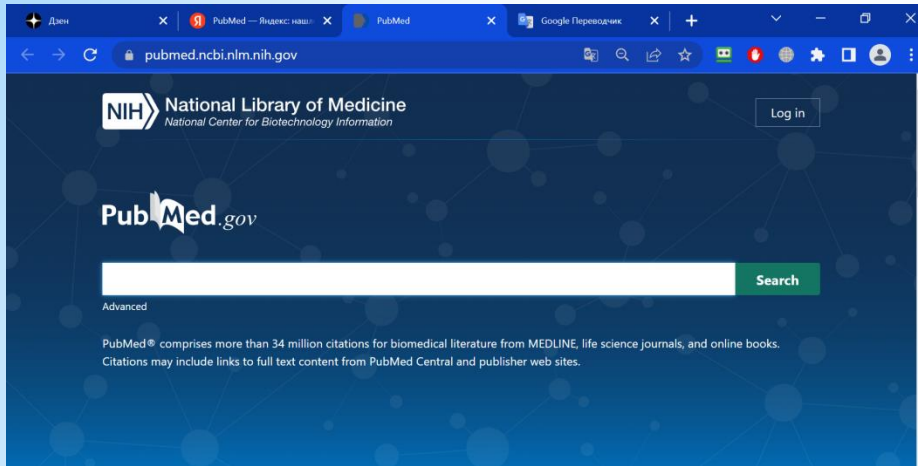 Дзен
PubMed — Яндекс: наш
PubMed
Google Переводчик
pubmed.ncbi.nlm.nih.gov
NIH National Library of Medicine
National Center for Biotechnology Information
Log in
PubMed.gov
Search
Advanced
PubMed® comprises more than 34 million citations for biomedical literature from MEDLINE, life science journals, and online books.
Citations may include links to full text content from PubMed Central and publisher web sites.